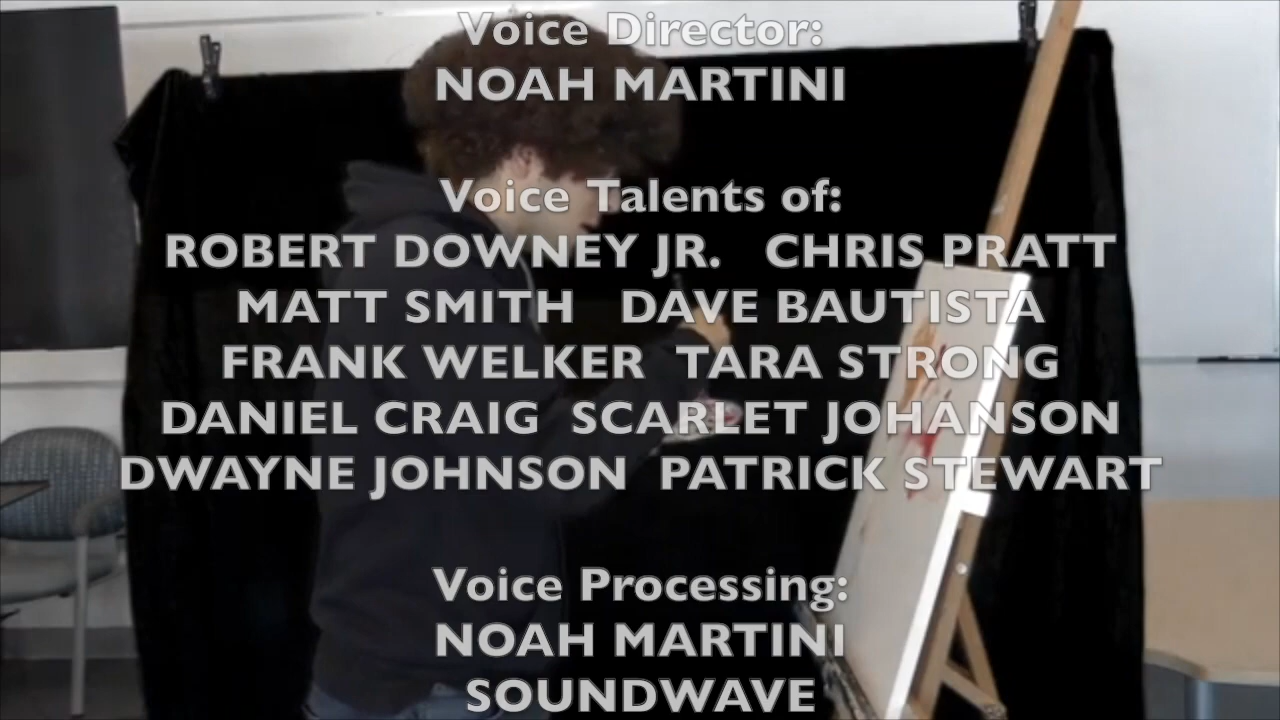 Voice Director:
NOAH MARTINI
Voice Talents of:
ROBERT DOWNEY JR. CHRIS PRATT
MATT SMITH DAVE BAUTISTA
FRANK WELKER TARA STRONG
DANIEL CRAIG SCARLET JOHANSON
DWAYNE JOHNSON PATRICK STEWART
Voice Processing:
NOAH MARTINI
SOUNDWAVE